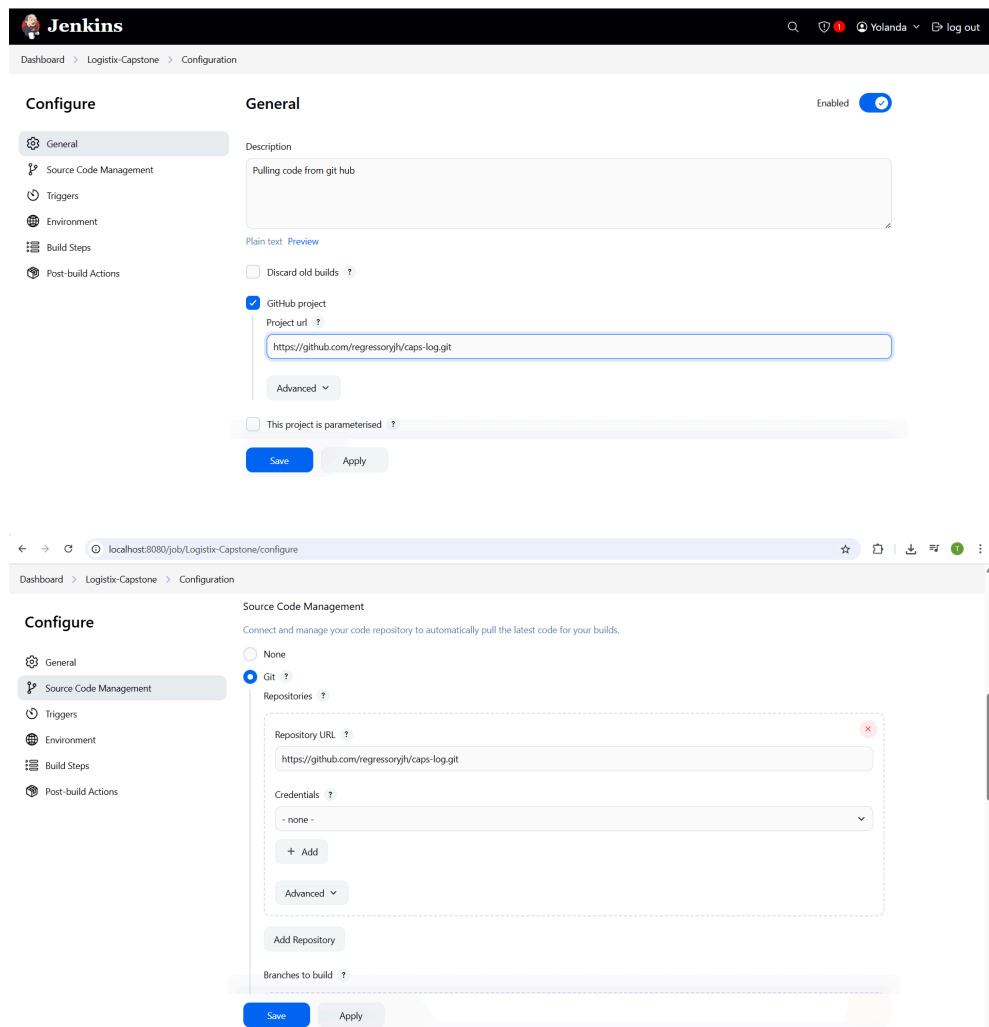 Jenkins
1
Yolanda
log out
Dashboard > Logistix-Capstone > Configuration
Configure
General
Source Code Management
Triggers
Environment
Build Steps
Post-build Actions
General
Enabled
Description
Pulling code from git hub
Plain text Preview
Discard old builds ?
GitHub project
Project url ?
https://github.com/regressoryjh/caps-log.git
Advanced
This project is parameterised ?
Save Apply
localhost:8080/job/Logistix-Capstone/configure
T
Dashboard > Logistix-Capstone > Configuration
Configure
General
Source Code Management
Triggers
Environment
Build Steps
Post-build Actions
Source Code Management
Connect and manage your code repository to automatically pull the latest code for your builds.
None
Git ?
Repositories ?
Repository URL ?
https://github.com/regressoryjh/caps-log.git
Credentials ?
- none -
+ Add
Advanced
Add Repository
Branches to build ?
Save Apply